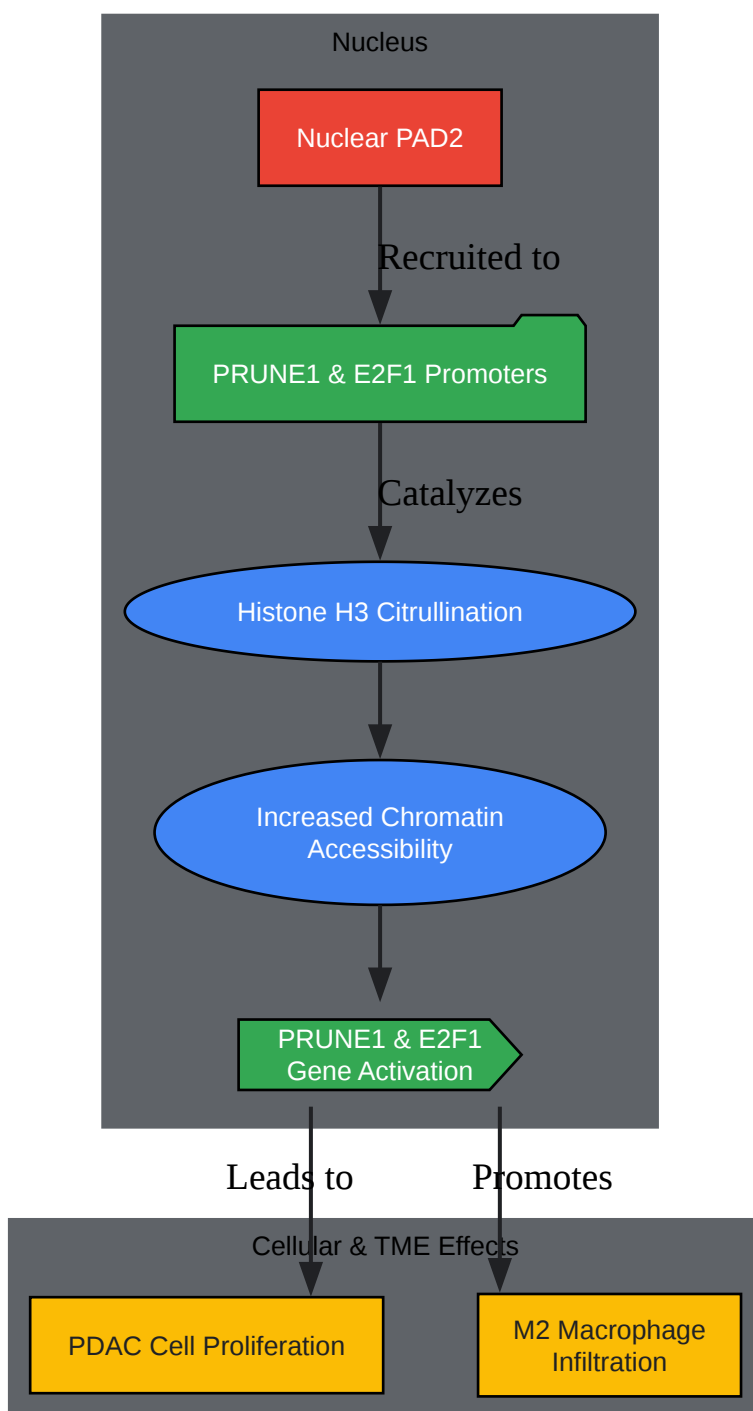 Nucleus
Nuclear PAD2
Recruited to
PRUNE1 & E2F1 Promoters
Catalyzes
Histone H3 Citrullination
Increased Chromatin
Accessibility
PRUNE1 & E2F1
Gene Activation
Leads to
Promotes
Cellular & TME Effects
PDAC Cell Proliferation
M2 Macrophage
Infiltration